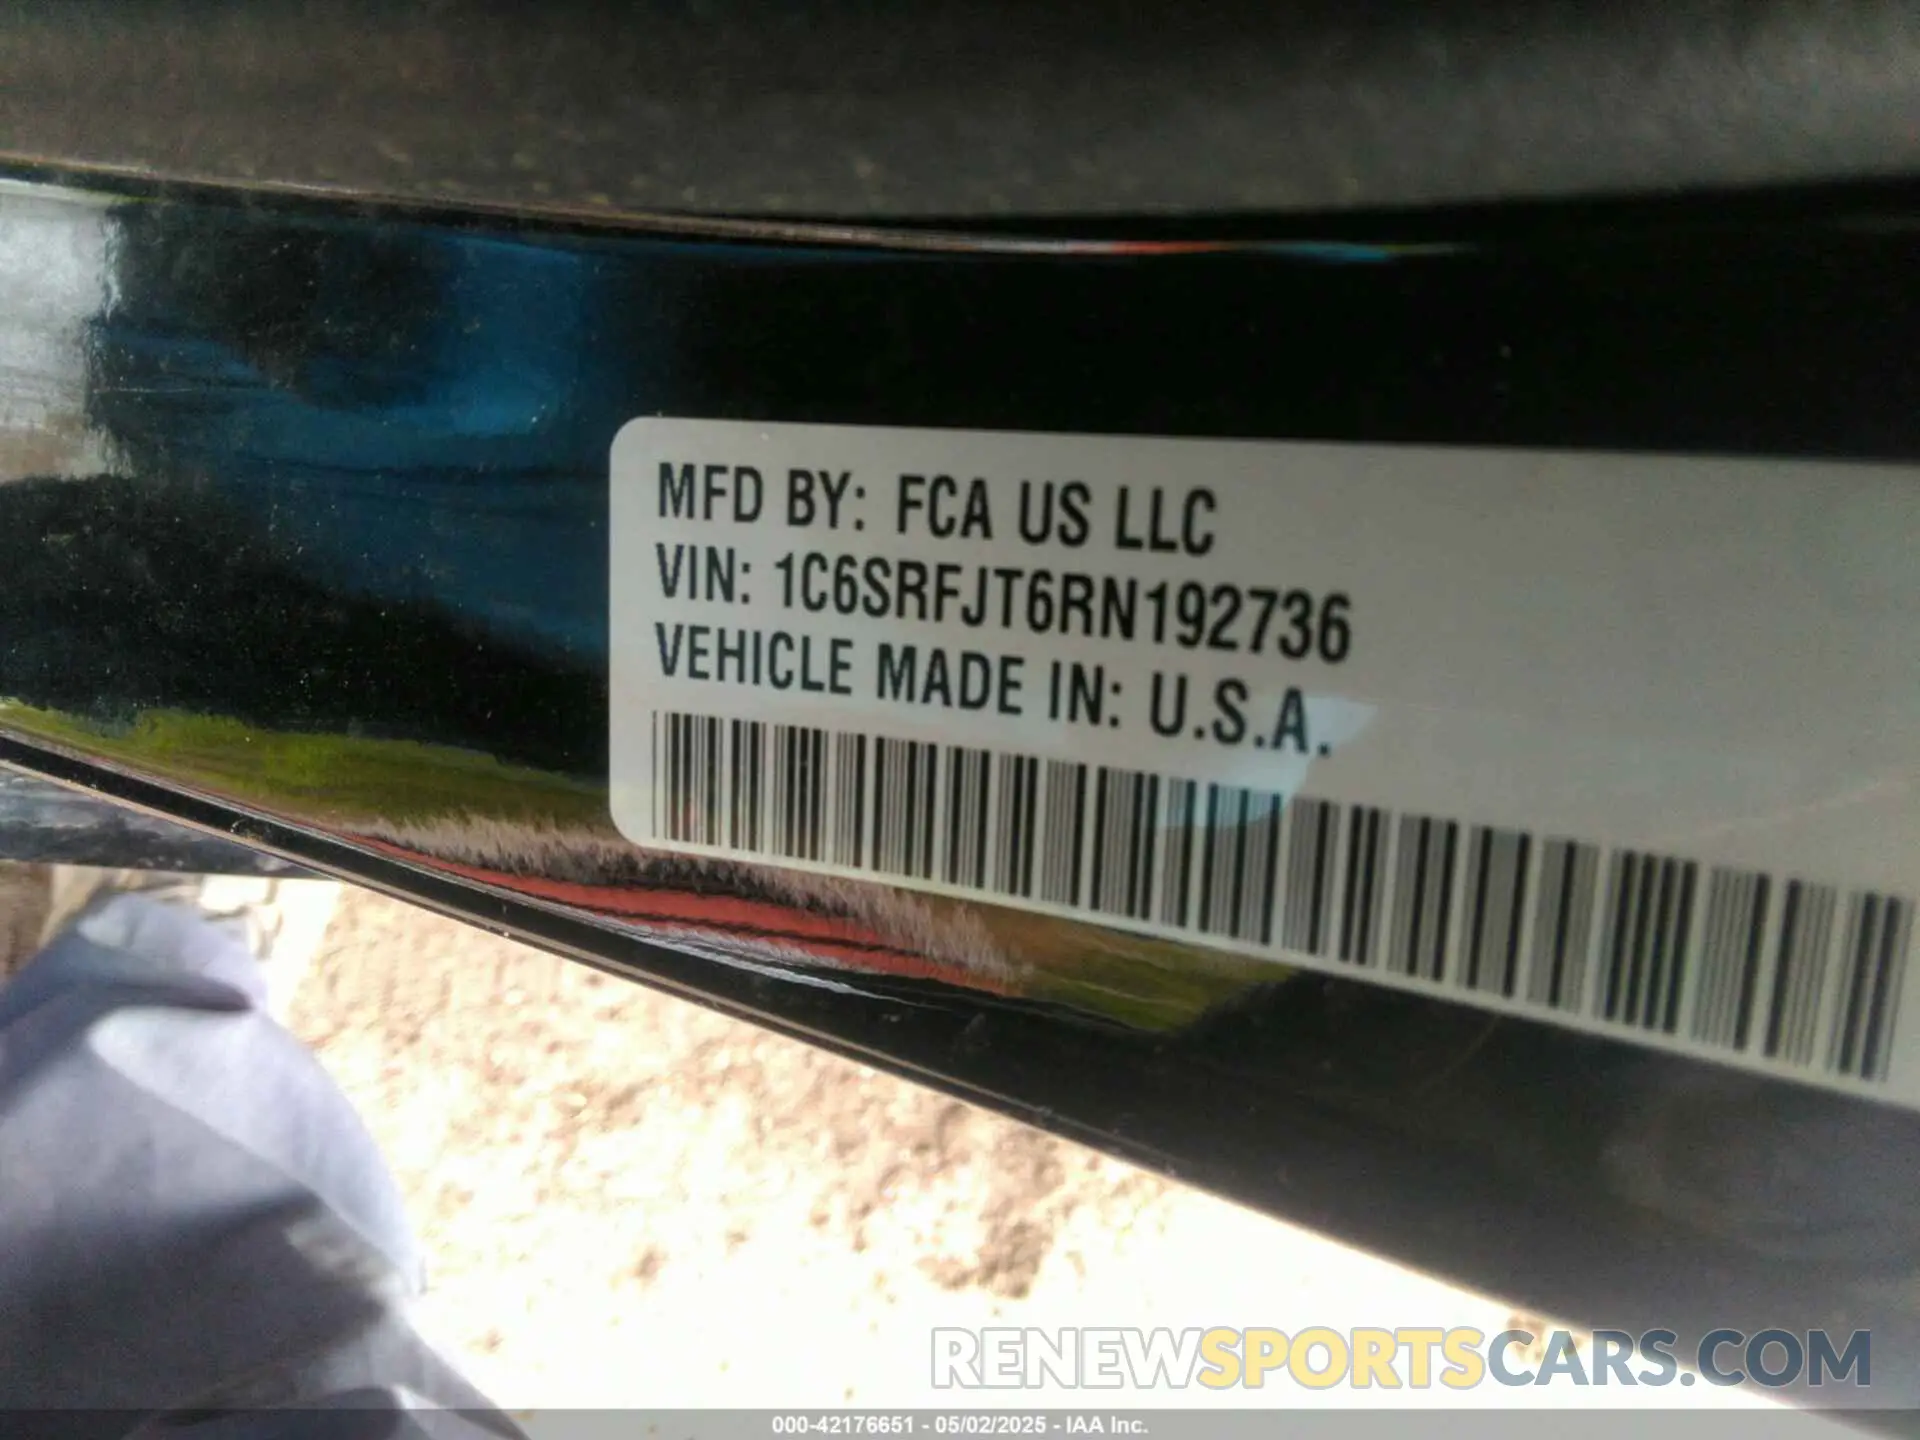 MFD BY: FCA US LLC
VIN: 1C6SRFJT6RN192736
VEHICLE MADE IN: U.S.A.
RENEWSPORTSCARS.COM
000-42176651 - 05/02/2025 - IAA Inc.